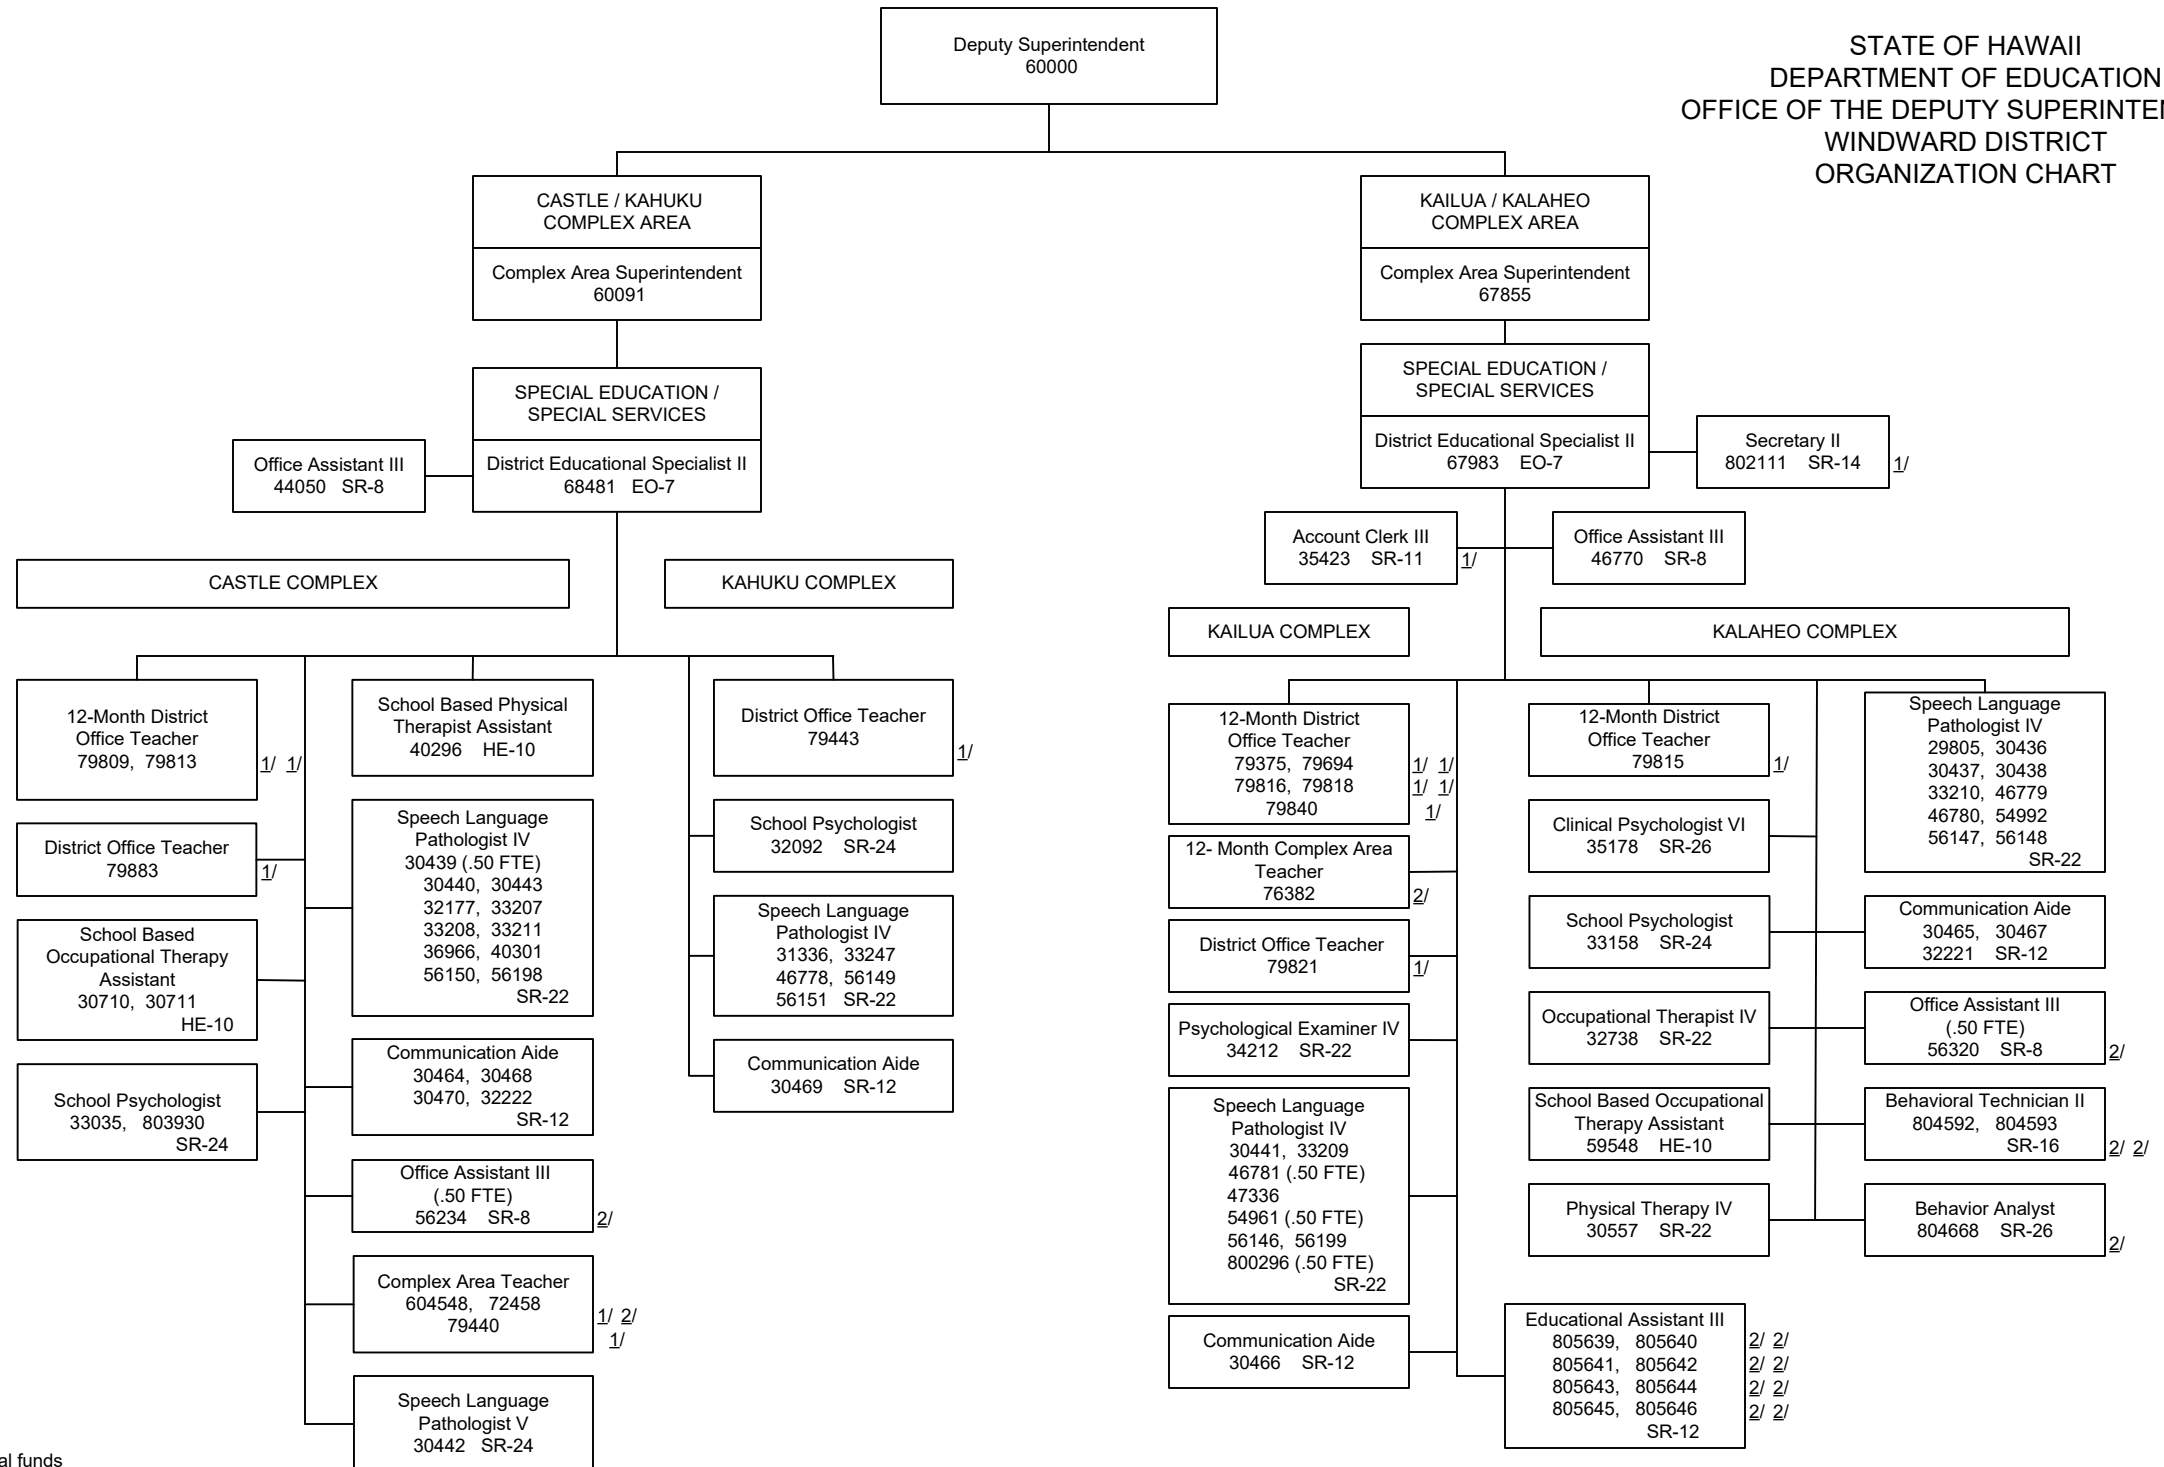 Deputy Superintendent
60000
STATE OF HAWAII
DEPARTMENT OF EDUCATION
OFFICE OF THE DEPUTY
WINDWARD DISTRICT
ORGANIZATION CHART
CASTLE / KAHUKU
COMPLEX AREA
Complex Area Superintendent
60091
SPECIAL EDUCATION /
SPECIAL SERVICES
District Educational Specialist II
68481 EO-7
Office Assistant III
44050 SR-8
CASTLE COMPLEX
KAHUKU COMPLEX
12-Month District
Office Teacher
79809, 79813
1/ 1/
District Office Teacher
79883
1/
School Based
Occupational Therapy
Assistant
30710, 30711
HE-10
School Psychologist
33035, 803930
SR-24
School Based Physical
Therapist Assistant
40296 HE-10
Speech Language
Pathologist IV
30439 (.50 FTE)
30440, 30443
32177, 33207
33208, 33211
36966, 40301
56150, 56198
SR-22
Communication Aide
30464, 30468
30470, 32222
SR-12
Office Assistant III
(.50 FTE)
56234 SR-8
2/
Complex Area Teacher
604548, 72458
79440
1/ 2/
1/
Speech Language
Pathologist V
30442 SR-24
District Office Teacher
79443
1/
School Psychologist
32092 SR-24
Speech Language
Pathologist IV
31336, 33247
46778, 56149
56151 SR-22
Communication Aide
30469 SR-12
KAILUA / KALAHEO
COMPLEX AREA
Complex Area Superintendent
67855
SPECIAL EDUCATION /
SPECIAL SERVICES
District Educational Specialist II
67983 EO-7
Secretary II
802111 SR-14
1/
Account Clerk III
35423 SR-11
1/
Office Assistant III
46770 SR-8
KAILUA COMPLEX
KALAHEO COMPLEX
12-Month District
Office Teacher
79375, 79694
79816, 79818
79840
1/ 1/
1/ 1/
1/
12- Month Complex Area
Teacher
76382
2/
District Office Teacher
79821
1/
Psychological Examiner IV
34212 SR-22
Speech Language
Pathologist IV
30441, 33209
46781 (.50 FTE)
47336
54961 (.50 FTE)
56146, 56199
800296 (.50 FTE)
SR-22
Communication Aide
30466 SR-12
12-Month District
Office Teacher
79815
1/
Clinical Psychologist VI
35178 SR-26
School Psychologist
33158 SR-24
Occupational Therapist IV
32738 SR-22
School Based Occupational
Therapy Assistant
59548 HE-10
Physical Therapy IV
30557 SR-22
Educational Assistant III
805639, 805640
805641, 805642
805643, 805644
805645, 805646
SR-12
2/ 2/
2/ 2/
2/ 2/
2/ 2/
Speech Language
Pathologist IV
29805, 30436
30437, 30438
33210, 46779
46780, 54992
56147, 56148
SR-22
Communication Aide
30465, 30467
32221 SR-12
Office Assistant III
(.50 FTE)
56320 SR-8
2/
Behavioral Technician II
804592, 804593
SR-16
2/ 2/
Behavior Analyst
804668 SR-26
2/
funds